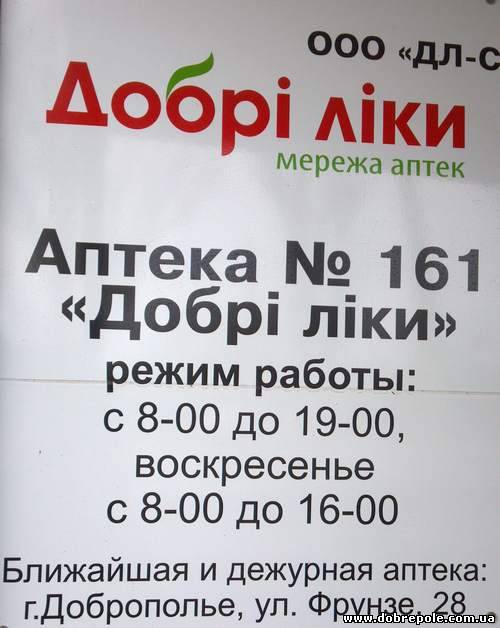 ООО «ДЛ-С
Добрі ліки
мережа аптек
Аптека № 161
«Добрі ліки»
режим работы:
с 8-00 до 19-00,
воскресенье
с 8-00 до 16-00
Ближайшая и дежурная аптека:
г.Доброполье, ул. Фрунзе, 28
www.dobrepole.com.ua